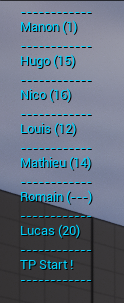 ------------
Manon (1)
------------
Hugo (15)
------------
Nico (16)
------------
Louis (12)
------------
Mathieu (14)
------------
Romain (---)
------------
Lucas (20)
------------
TP Start !
------------